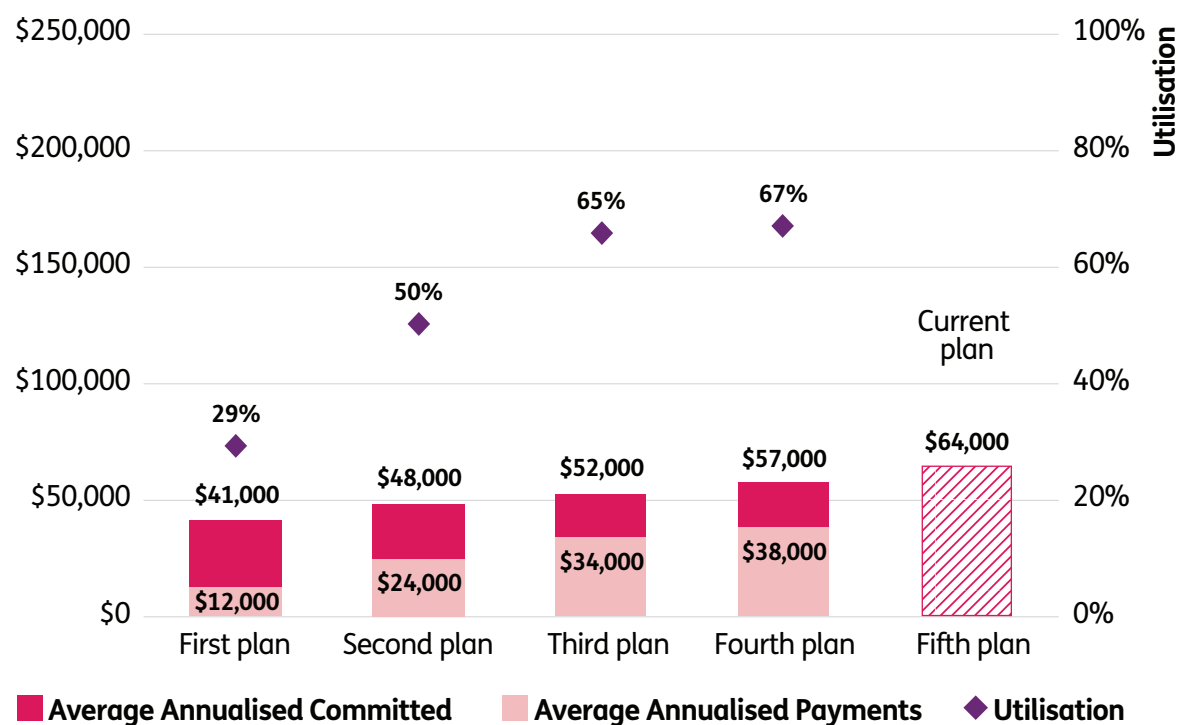 $250,000
$200,000
$150,000
$100,000
$50,000
$0
100%
80%
60%
40%
20%
0%
Utilisation
29%
50%
65%
67%
Current
plan
$41,000
$48,000
$52,000
$57,000
$64,000
$12,000
$24,000
$34,000
$38,000
First plan
Second plan
Third plan
Fourth plan
Fifth plan
Average Annualised Committed
Average Annualised Payments
Utilisation